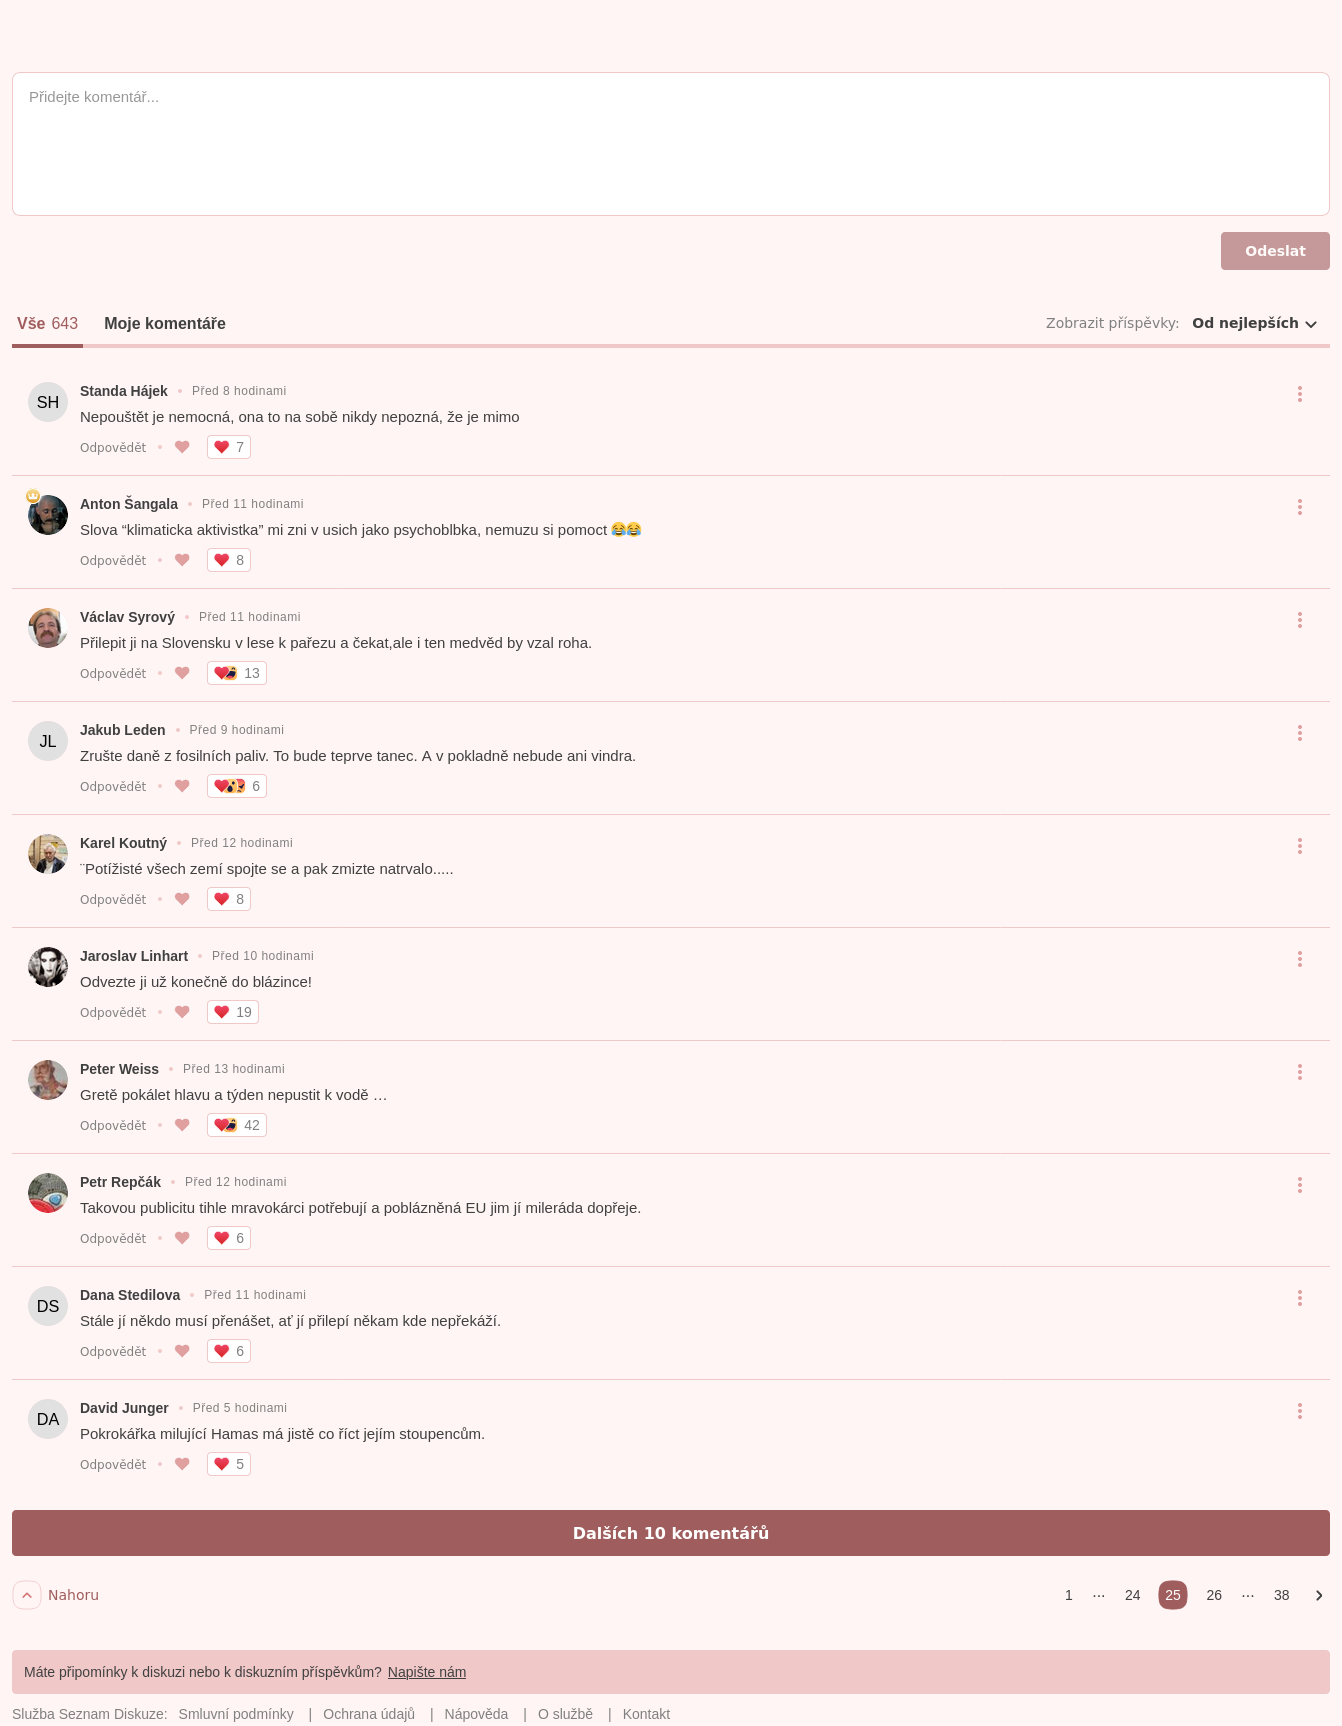 Přidejte komentář...
Odeslat
Vše 643 Moje komentáře Zobrazit příspěvky: Od nejlepších
SH Standa Hájek • Před 8 hodinami
Nepouštět je nemocná, ona to na sobě nikdy nepozná, že je mimo
Odpovědět • 7
Anton Šangala • Před 11 hodinami
Slova “klimaticka aktivistka” mi zni v usich jako psychoblbka, nemuzu si pomoct 😂😂
Odpovědět • 8
Václav Syrový • Před 11 hodinami
Přilepit ji na Slovensku v lese k pařezu a čekat,ale i ten medvěd by vzal roha.
Odpovědět • 13
JL Jakub Leden • Před 9 hodinami
Zrušte daně z fosilních paliv. To bude teprve tanec. A v pokladně nebude ani vindra.
Odpovědět • 6
Karel Koutný • Před 12 hodinami
¨Potížisté všech zemí spojte se a pak zmizte natrvalo.....
Odpovědět • 8
Jaroslav Linhart • Před 10 hodinami
Odvezte ji už konečně do blázince!
Odpovědět • 19
Peter Weiss • Před 13 hodinami
Gretě pokálet hlavu a týden nepustit k vodě …
Odpovědět • 42
Petr Repčák • Před 12 hodinami
Takovou publicitu tihle mravokárci potřebují a poblázněná EU jim jí mileráda dopřeje.
Odpovědět • 6
DS Dana Stedilova • Před 11 hodinami
Stále jí někdo musí přenášet, ať jí přilepí někam kde nepřekáží.
Odpovědět • 6
DA David Junger • Před 5 hodinami
Pokrokářka milující Hamas má jistě co říct jejím stoupencům.
Odpovědět • 5
Dalších 10 komentářů
Nahoru 1 ··· 24 25 26 ··· 38
Máte připomínky k diskuzi nebo k diskuzním příspěvkům? Napište nám
Služba Seznam Diskuze: Smluvní podmínky | Ochrana údajů | Nápověda | O službě | Kontakt